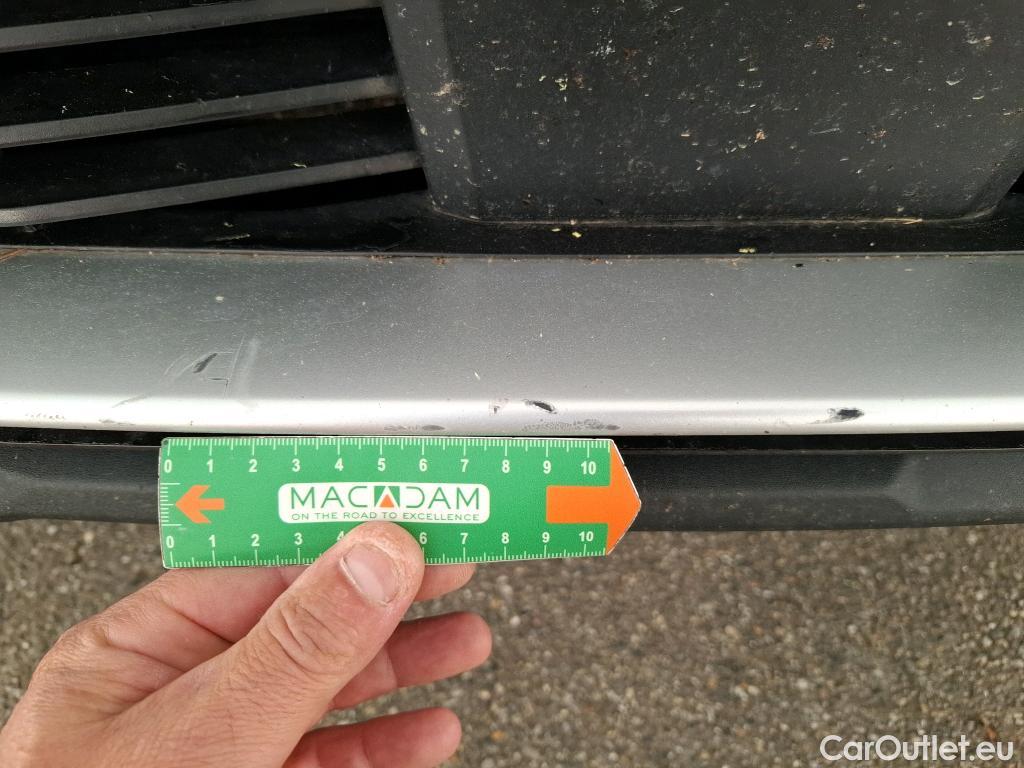 0 1 2 3 4 5 6 7 8 9 10
MACADAM
ON THE ROAD TO EXCELLENCE
0 1 2 3 4 6 7 8 9 10
CarOutlet.eu